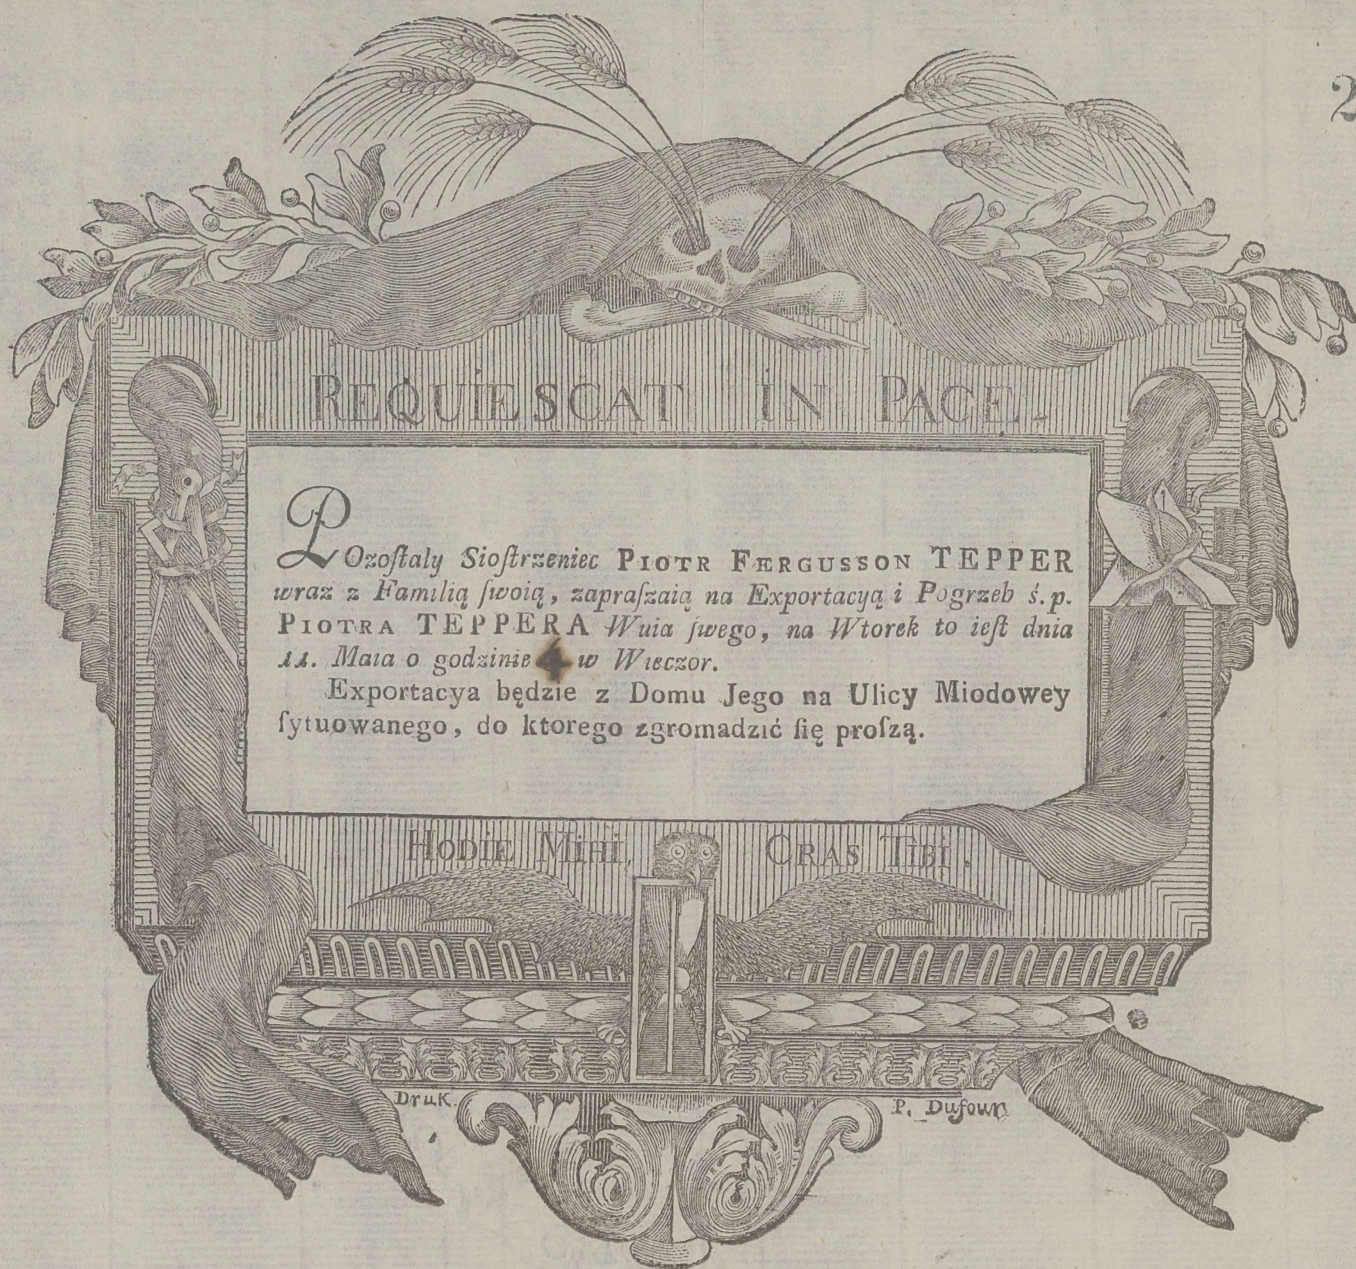 2
REQUIESCAT IN PACE.
POzoſtały Sioſtrzeniec PIOTR FERGUSSON TEPPER
wraz z Familią ſwoią, zapraſzaią na Exportacyą i Pogrzeb ś.p.
PIOTRA TEPPERA Wuia ſwego, na Wtorek to ieſt dnia
11. Maia o godzinie 4 w Wieczor.
Exportacya będzie z Domu Jego na Ulicy Miodowey
ſytuowanego, do ktorego zgromadzić ſię proſzą.
HODIE MIHI, CRAS TIBI.
Druk. P. Dufour